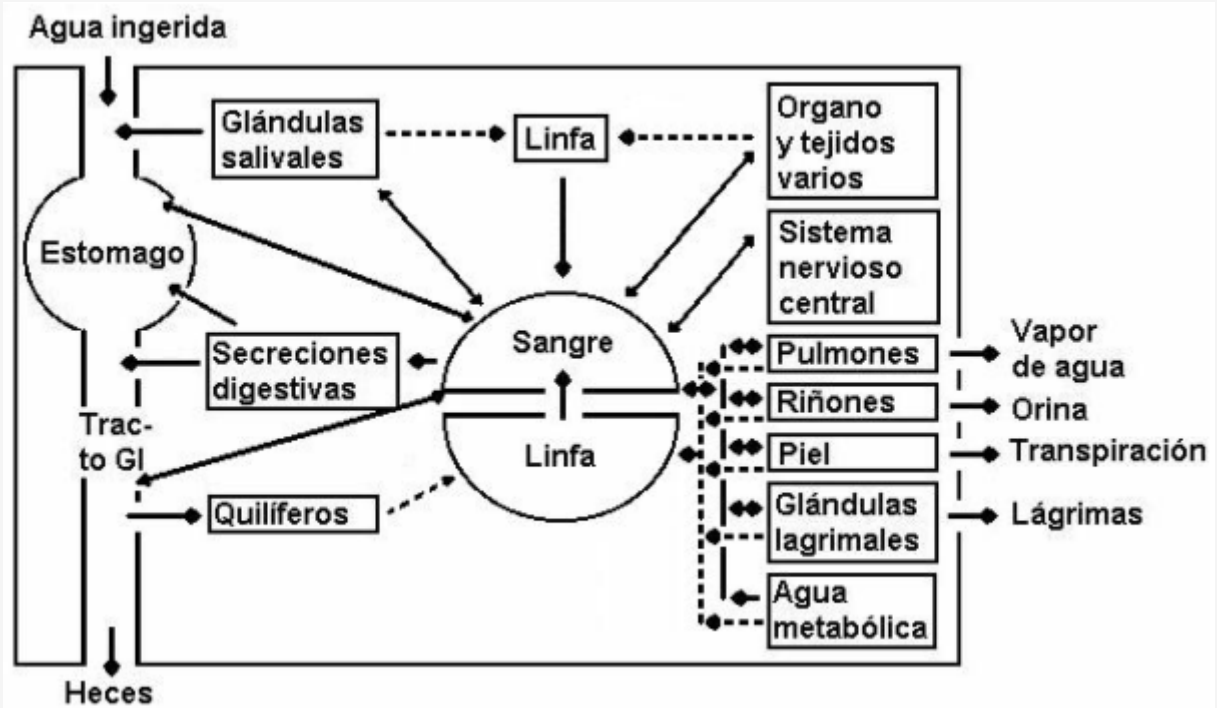 Agua ingerida
Glándulas
salivales
Linfa
Organo
y tejidos
varios
Estomago
Sistema
nervioso
central
Sangre
Secreciones
digestivas
Pulmones
Vapor
de agua
Riñones
Orina
Trac-
to GI
Linfa
Piel
Transpiración
Quilíferos
Glándulas
lagrimales
Lágrimas
Agua
metabólica
Heces